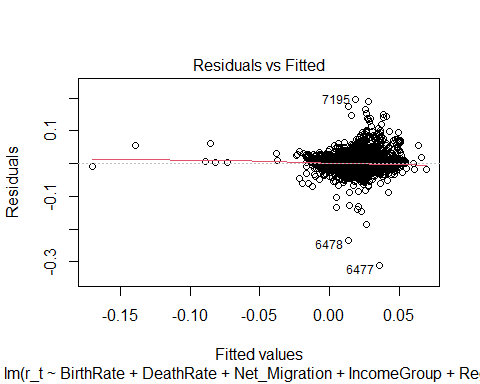 Residuals vs Fitted
Residuals
0.1
-0.1
-0.3
7195
6478
6477
-0.15
-0.10
-0.05
0.00
0.05
Fitted values
lm(r_t ~ BirthRate + DeathRate + Net_Migration + IncomeGroup + Re